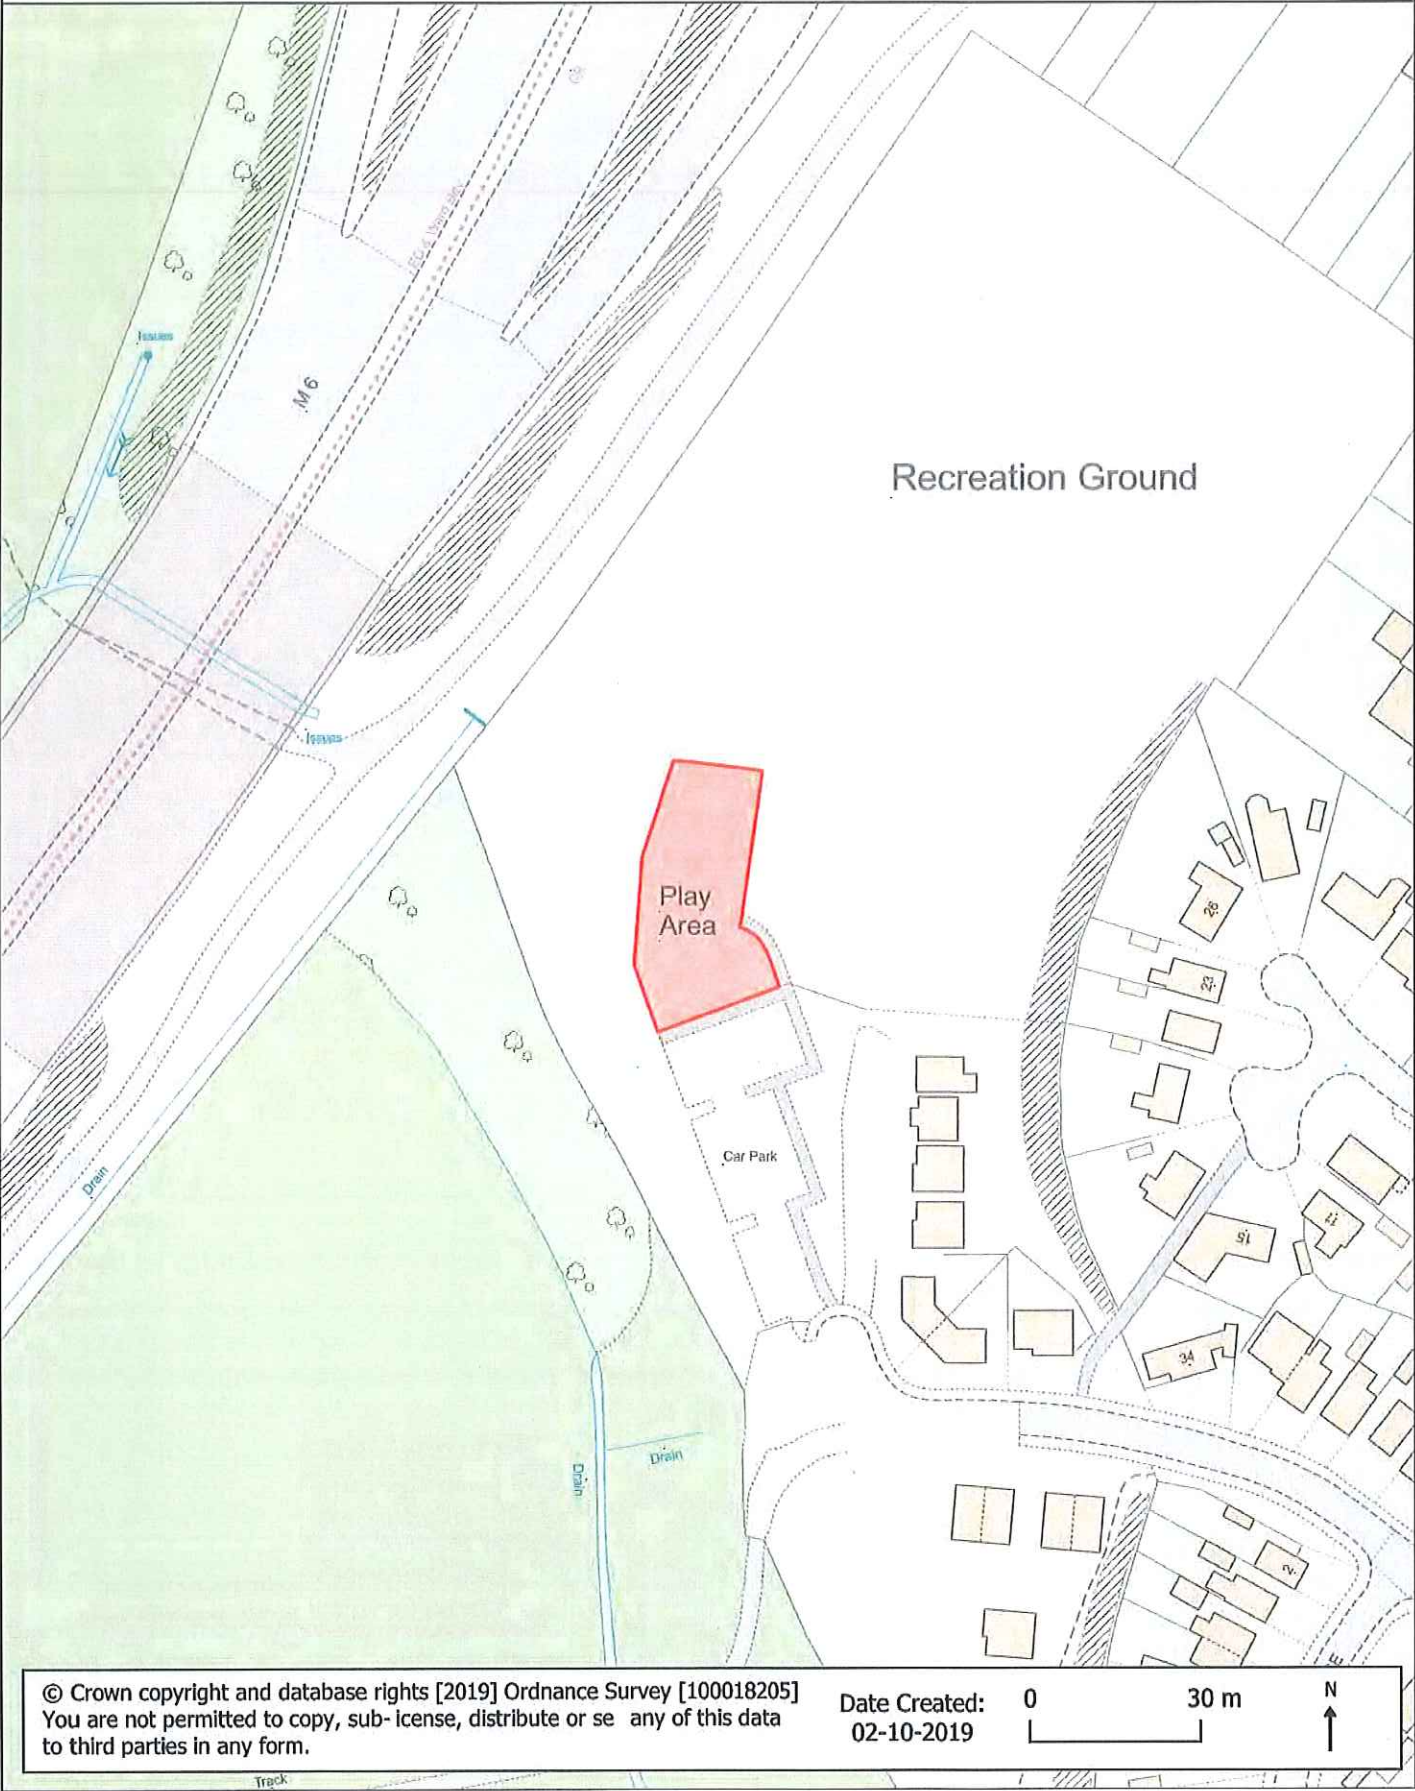 Issues
M 6
Recreation Ground
Issues
Play
Area
26
23
Car Park
Drain
15
11
34
Drain
Drain
2
© Crown copyright and database rights [2019] Ordnance Survey [100018205]
You are not permitted to copy, sub- icense, distribute or se any of this data
to third parties in any form.
Date Created:
02-10-2019
0 30 m
N
Track